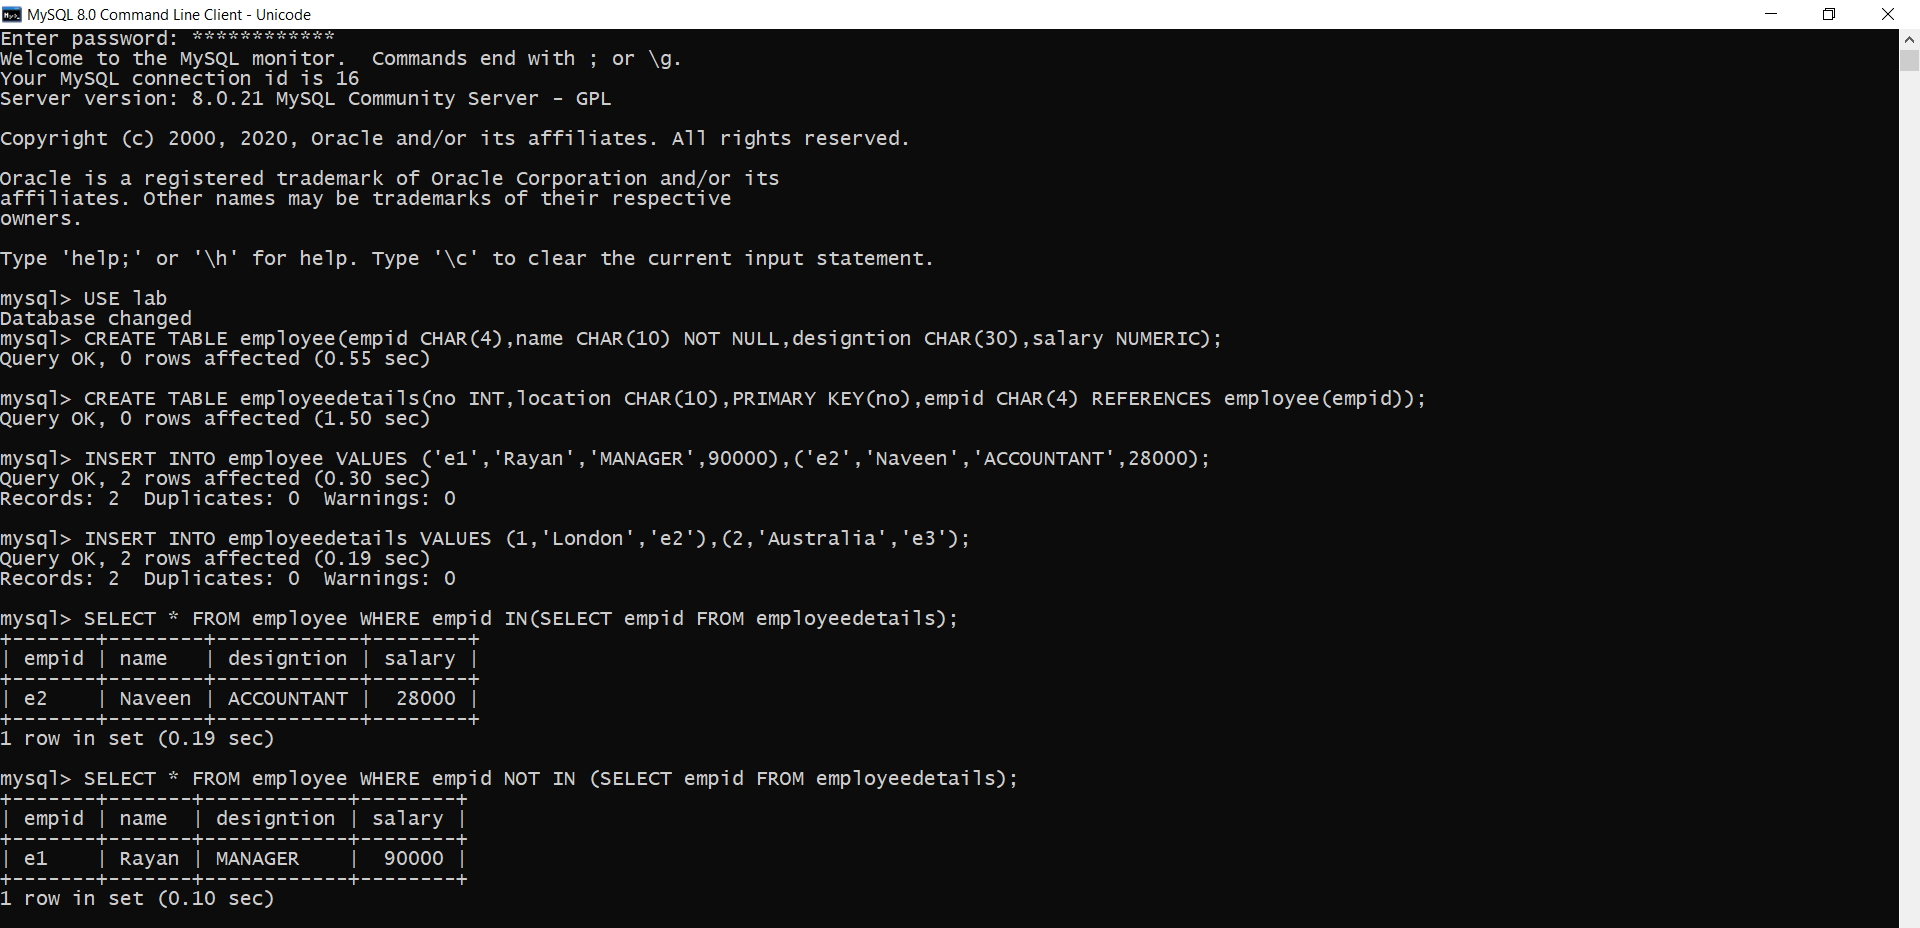 MySQL 8.0 Command Line Client - Unicode
Enter password: ************
Welcome to the MySQL monitor.  Commands end with ; or \g.
Your MySQL connection id is 16
Server version: 8.0.21 MySQL Community Server - GPL

Copyright (c) 2000, 2020, Oracle and/or its affiliates. All rights reserved.

Oracle is a registered trademark of Oracle Corporation and/or its
affiliates. Other names may be trademarks of their respective
owners.

Type 'help;' or '\h' for help. Type '\c' to clear the current input statement.

mysql> USE lab
Database changed
mysql> CREATE TABLE employee(empid CHAR(4),name CHAR(10) NOT NULL,designtion CHAR(30),salary NUMERIC);
Query OK, 0 rows affected (0.55 sec)

mysql> CREATE TABLE employeedetails(no INT,location CHAR(10),PRIMARY KEY(no),empid CHAR(4) REFERENCES employee(empid));
Query OK, 0 rows affected (1.50 sec)

mysql> INSERT INTO employee VALUES ('e1','Rayan','MANAGER',90000),('e2','Naveen','ACCOUNTANT',28000);
Query OK, 2 rows affected (0.30 sec)
Records: 2  Duplicates: 0  Warnings: 0

mysql> INSERT INTO employeedetails VALUES (1,'London','e2'),(2,'Australia','e3');
Query OK, 2 rows affected (0.19 sec)
Records: 2  Duplicates: 0  Warnings: 0

mysql> SELECT * FROM employee WHERE empid IN(SELECT empid FROM employeedetails);
+-------+--------+------------+--------+
| empid | name   | designtion | salary |
+-------+--------+------------+--------+
| e2    | Naveen | ACCOUNTANT |  28000 |
+-------+--------+------------+--------+
1 row in set (0.19 sec)

mysql> SELECT * FROM employee WHERE empid NOT IN (SELECT empid FROM employeedetails);
+-------+-------+------------+--------+
| empid | name  | designtion | salary |
+-------+-------+------------+--------+
| e1    | Rayan | MANAGER    |  90000 |
+-------+-------+------------+--------+
1 row in set (0.10 sec)